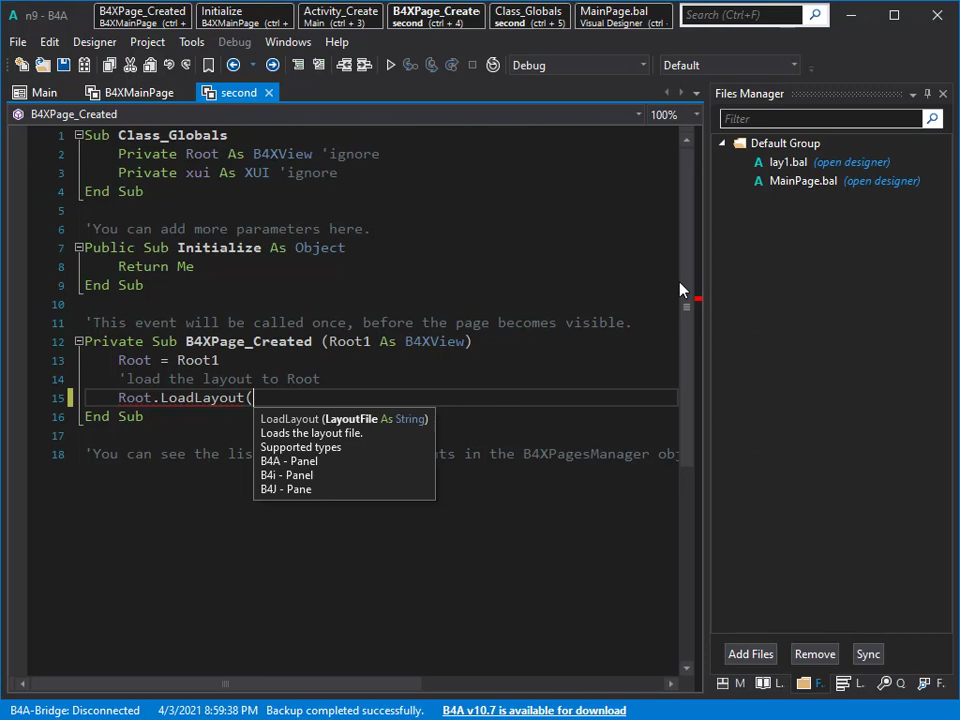 n9 - B4A
B4XPage_Created
B4XMainPage (ctrl +
Initialize
B4XMainPage (ctrl +
Activity_Create
Main (ctrl + 3)
B4XPage_Create
second (ctrl + 4)
Class_Globals
second (ctrl + 5)
MainPage.bal
Visual Designer (ctrl
Search (Ctrl+F)
File Edit Designer Project Tools Debug Windows Help
Debug
Default
Main B4XMainPage second
B4XPage_Created 100%
1 Sub Class_Globals
2 Private Root As B4XView 'ignore
3 Private xui As XUI 'ignore
4 End Sub
5
6 'You can add more parameters here.
7 Public Sub Initialize As Object
8 Return Me
9 End Sub
10
11 'This event will be called once, before the page becomes visible.
12 Private Sub B4XPage_Created (Root1 As B4XView)
13 Root = Root1
14 'load the layout to Root
15 Root.LoadLayout(
16 End Sub
17
18 'You can see the lis ts in the B4XPagesManager obj
LoadLayout (LayoutFile As String)
Loads the layout file.
Supported types
B4A - Panel
B4i - Panel
B4J - Pane
Files Manager
Filter
Default Group
A lay1.bal (open designer)
A MainPage.bal (open designer)
Add Files Remove Sync
M L. F. L. Q F.
B4A-Bridge: Disconnected 4/3/2021 8:59:38 PM Backup completed successfully. B4A v10.7 is available for download